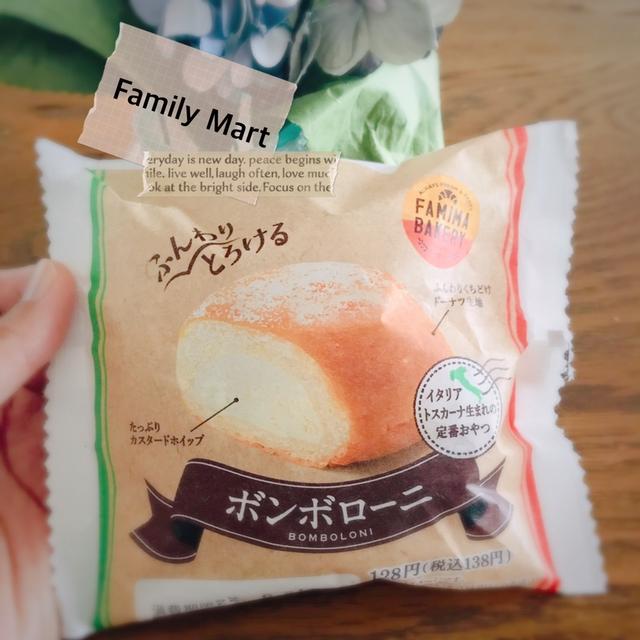 Family Mart
eryday is new day. peace begins wi
ile. live well, laugh often, love muc
ok at the bright side. Focus on the
FAMIMA
BAKERY
ふんわり
とろける
ふんわりくちどけ
ドーナツ生地
イタリア
トスカーナ生まれの
定番おやつ
たっぷり
カスタードホイップ
ボンボローニ
BOMBOLONI
128円(税込138円)